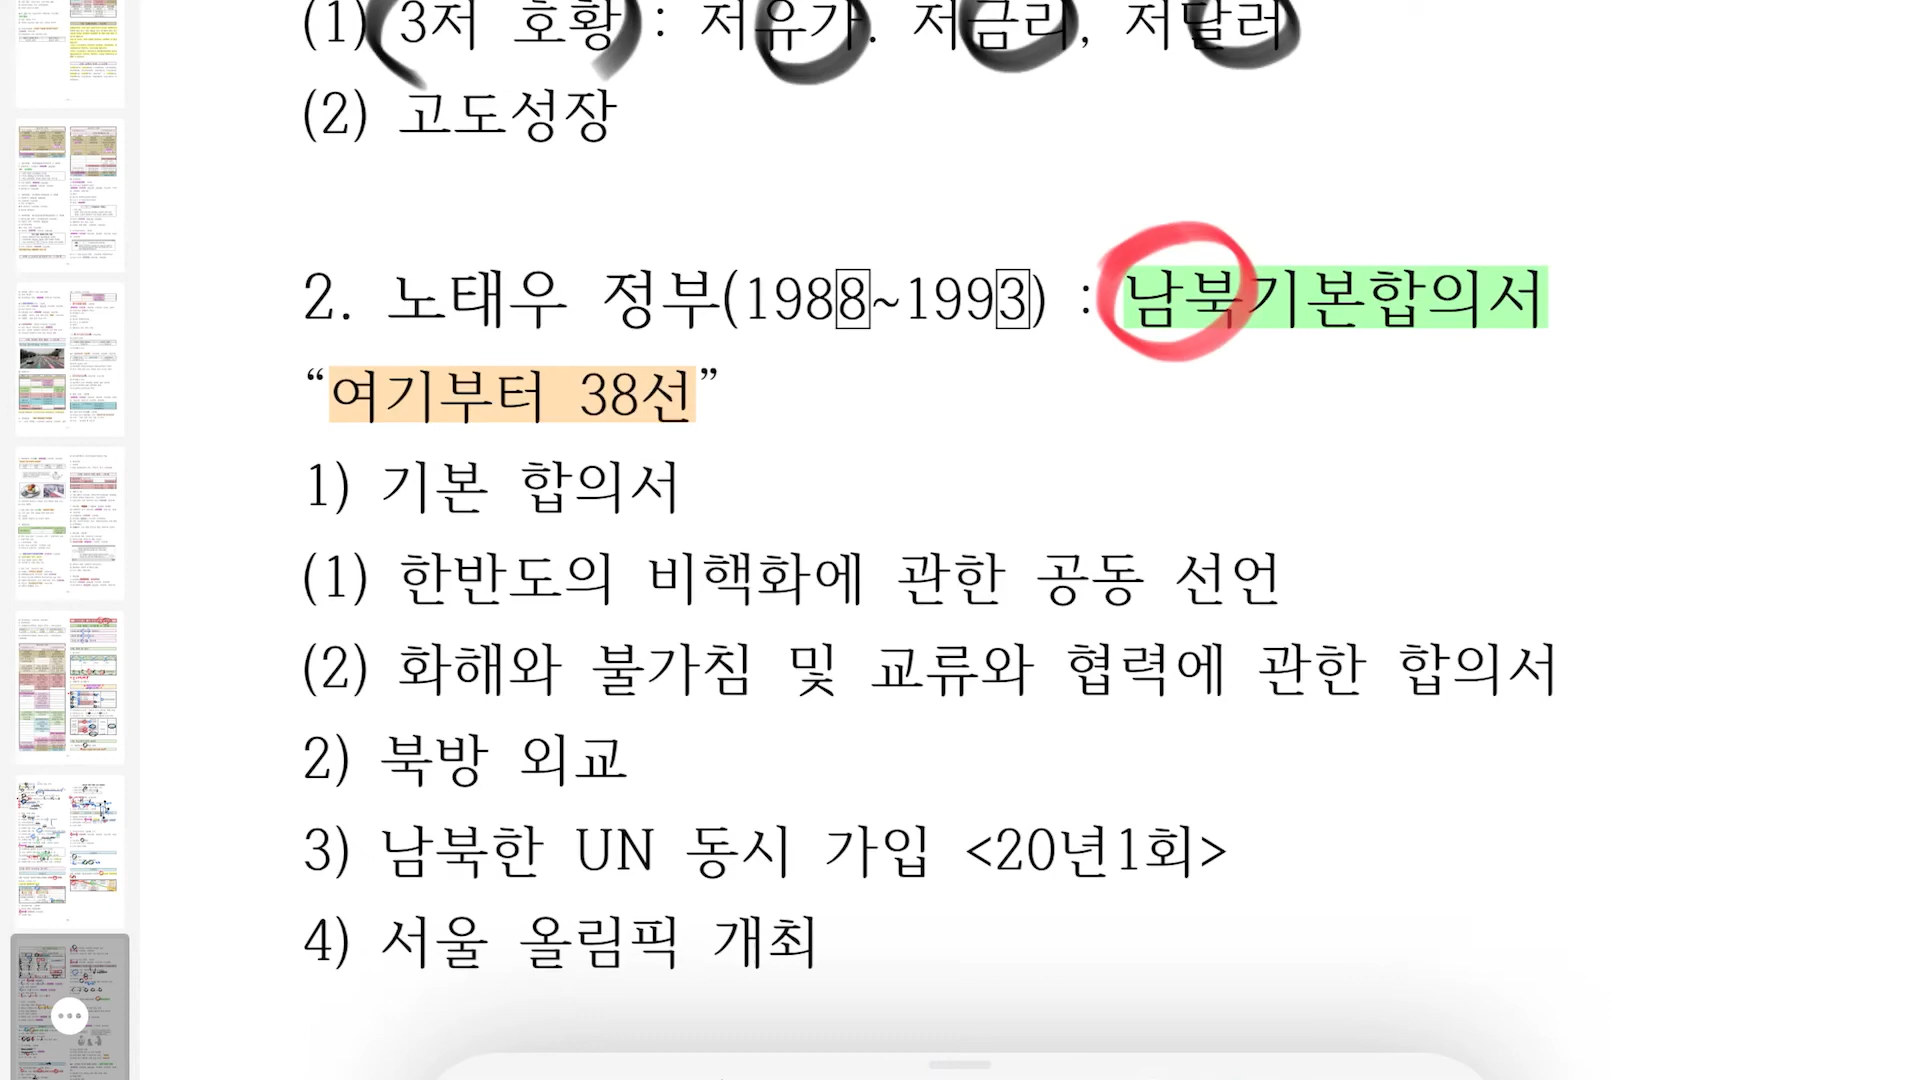 (1) 3저 호황 : 저유가. 저금리, 저달러
(2) 고도성장
2. 노태우 정부(1988~1993) : 남북기본합의서
“여기부터 38선”
1) 기본 합의서
(1) 한반도의 비핵화에 관한 공동 선언
(2) 화해와 불가침 및 교류와 협력에 관한 합의서
2) 북방 외교
3) 남북한 UN 동시 가입 <20년1회>
4) 서울 올림픽 개최